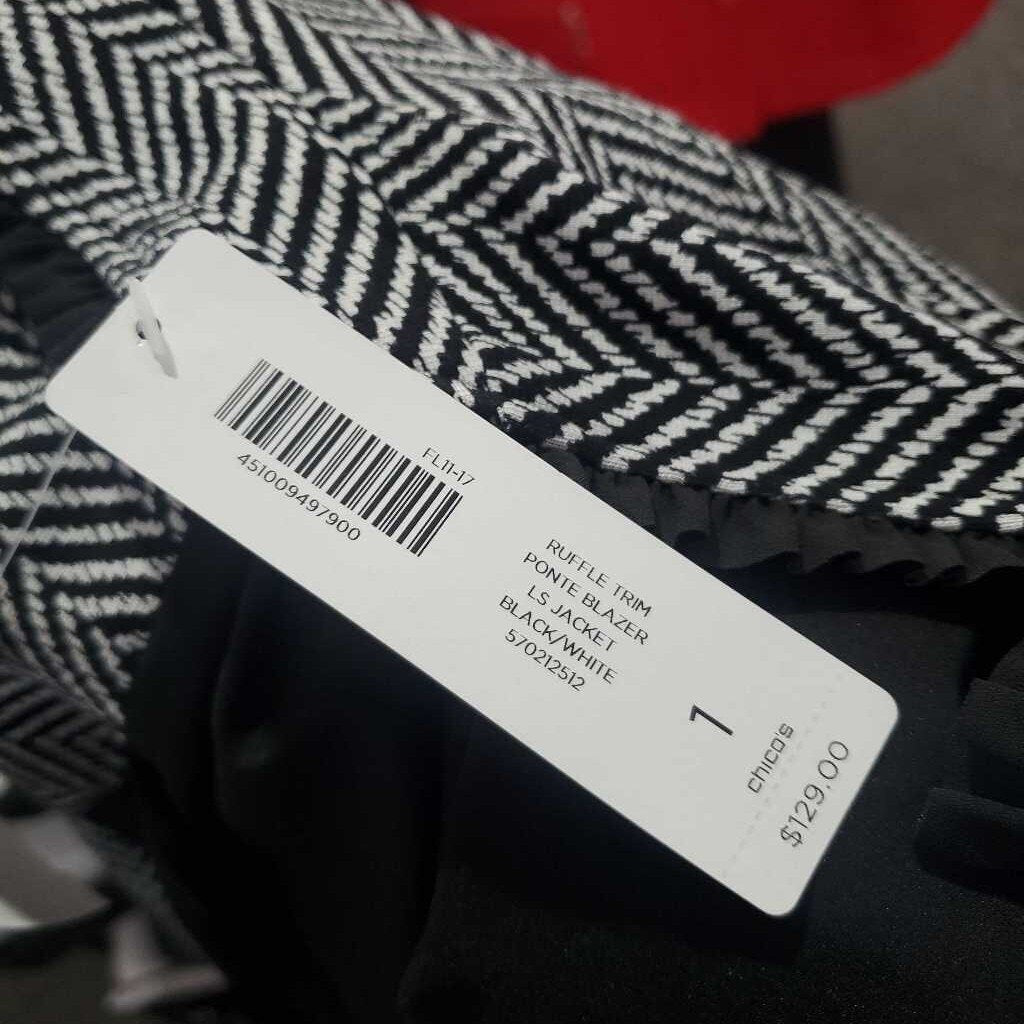 FL11-17
451009497900
RUFFLE TRIM
PONTE BLAZER
LS JACKET
BLACK/WHITE
570212512
1
chico's
$129.00